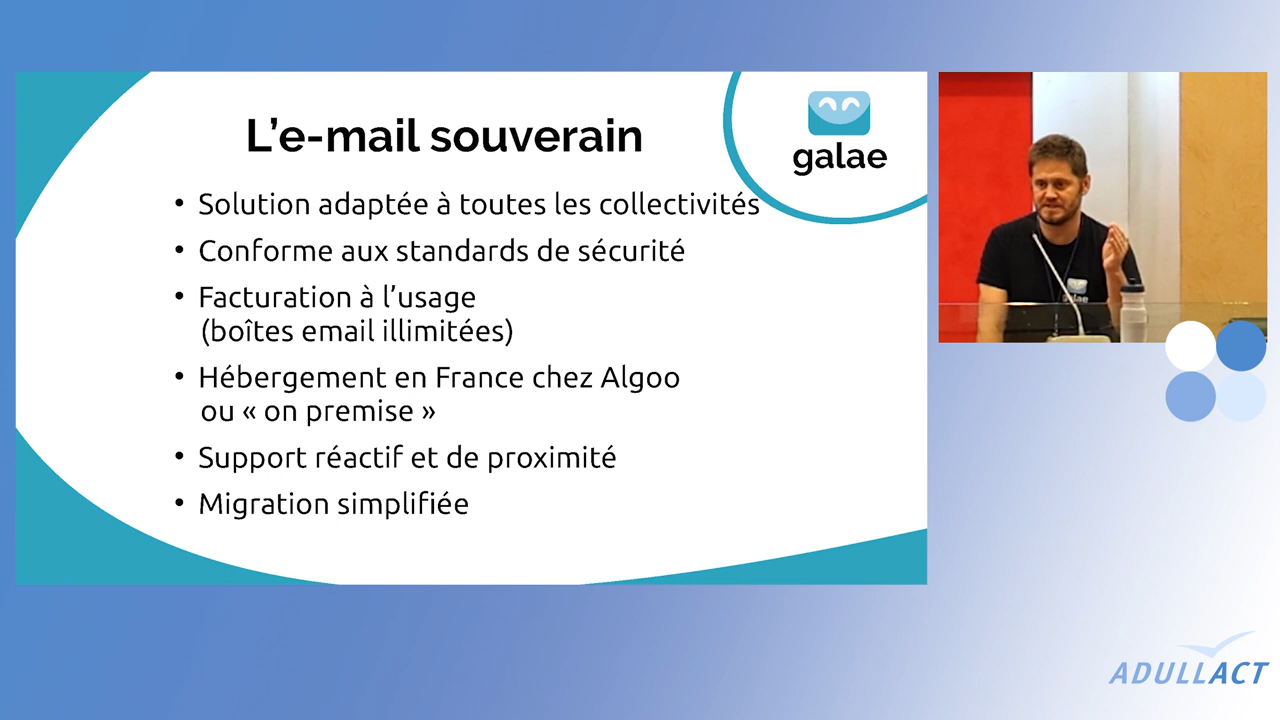 L’e-mail souverain
galae
• Solution adaptée à toutes les collectivités
• Conforme aux standards de sécurité
• Facturation à l’usage
(boîtes email illimitées)
• Hébergement en France chez Algoo
ou « on premise »
• Support réactif et de proximité
• Migration simplifiée
galae
ADULLACT